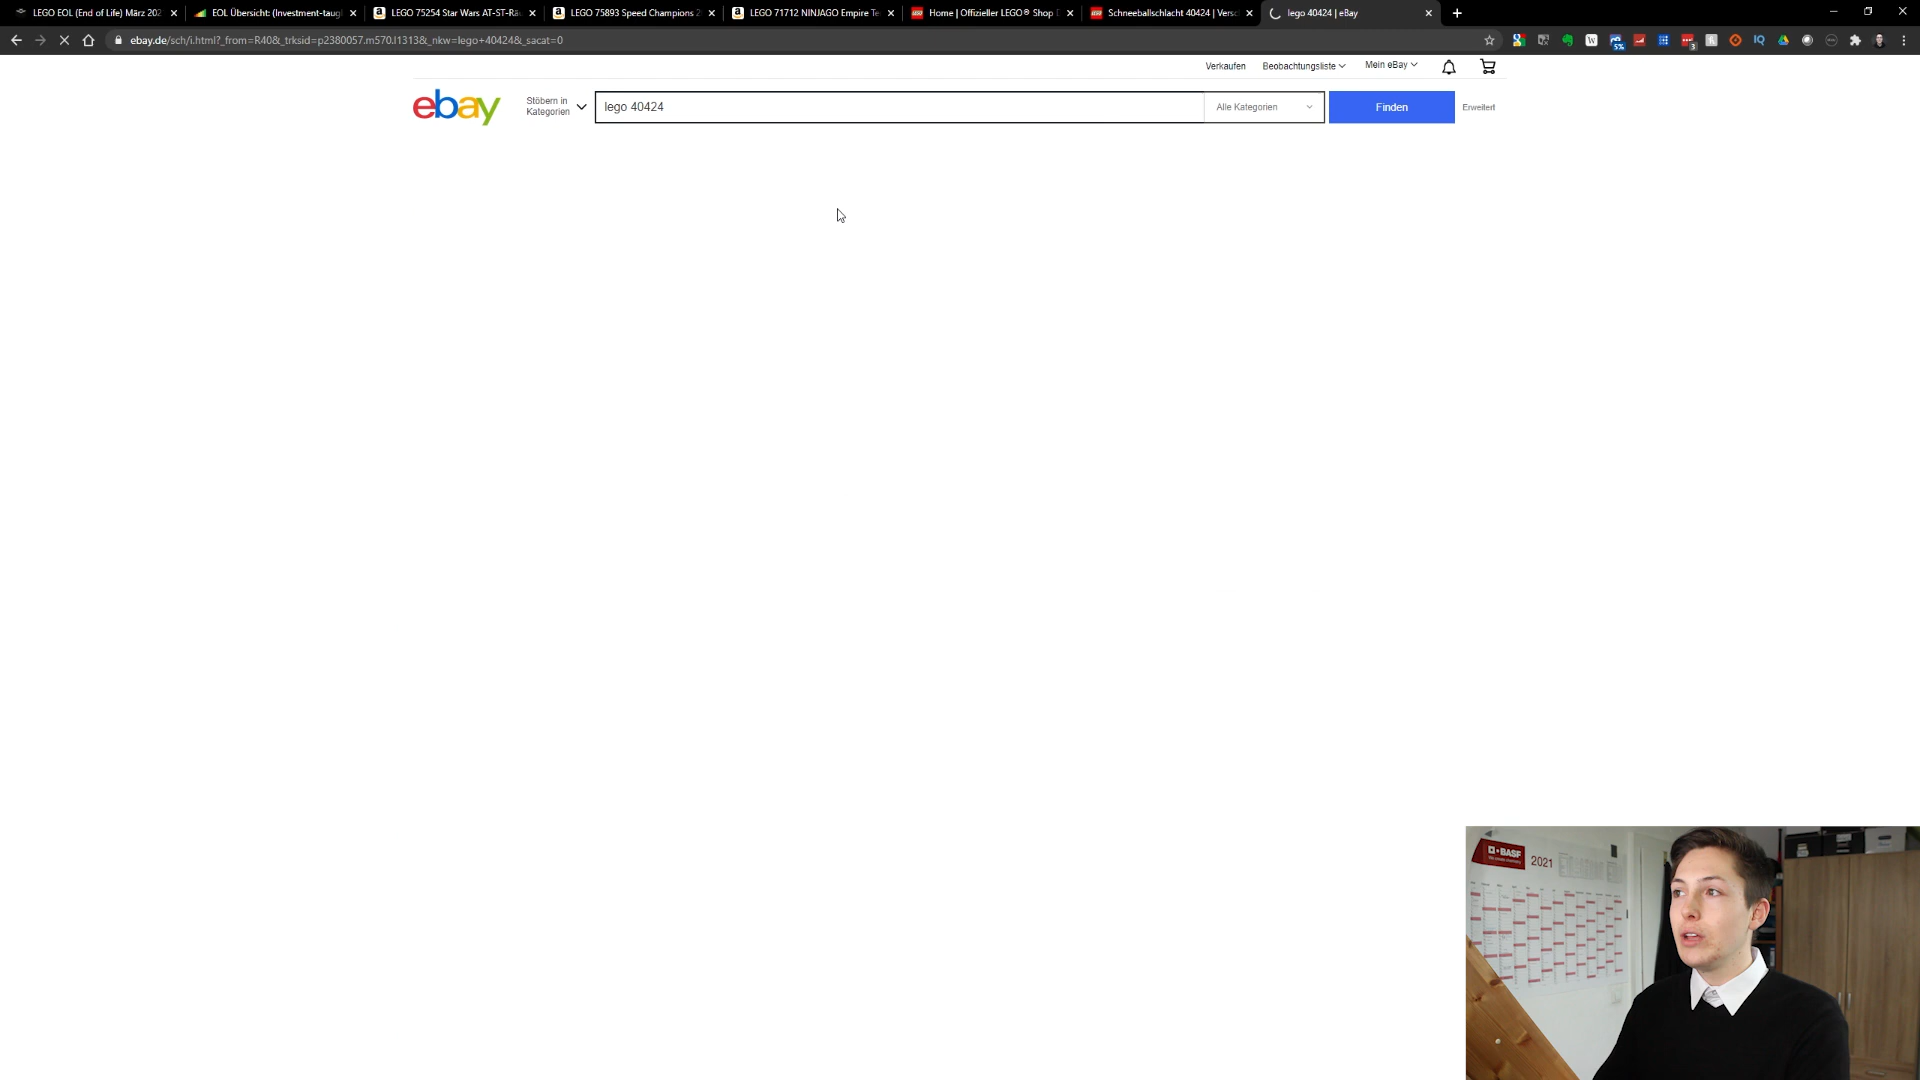 LEGO EOL (End of Life) März 202
EOL Übersicht: (Investment-taugl
LEGO 75254 Star Wars AT-ST-Rä
LEGO 75893 Speed Champions 2
LEGO 71712 NINJAGO Empire Te
Home | Offizieller LEGO® Shop D
Schneeballschlacht 40424 | Versc
lego 40424 | eBay
ebay.de/sch/i.html?_from=R40&_trksid=p2380057.m570.l1313&_nkw=lego+40424&_sacat=0
Verkaufen
Beobachtungsliste
Mein eBay
ebay
Stöbern in
Kategorien
lego 40424
Alle Kategorien
Finden
Erweitert
BASF
2021